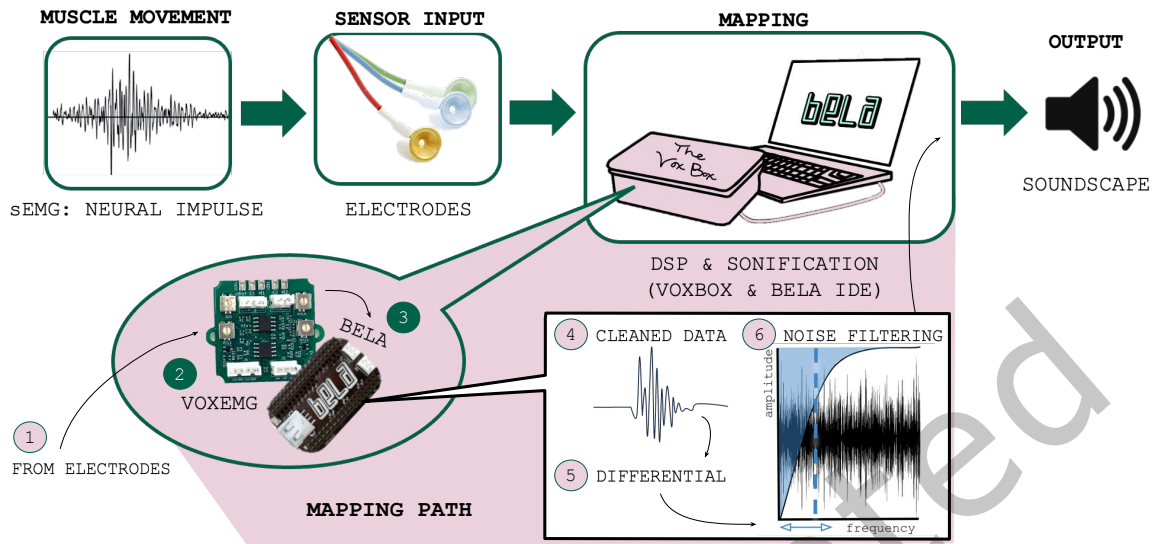 MUSCLE MOVEMENT
SENSOR INPUT
MAPPING
OUTPUT
bela
The
Vox Box
sEMG: NEURAL IMPULSE
ELECTRODES
SOUNDSCAPE
DSP & SONIFICATION
(VOXBOX & BELA IDE)
3
BELA
2
VOXEMG
bela
1
FROM ELECTRODES
MAPPING PATH
4 CLEANED DATA
5 DIFFERENTIAL
6 NOISE FILTERING
amplitude
frequency